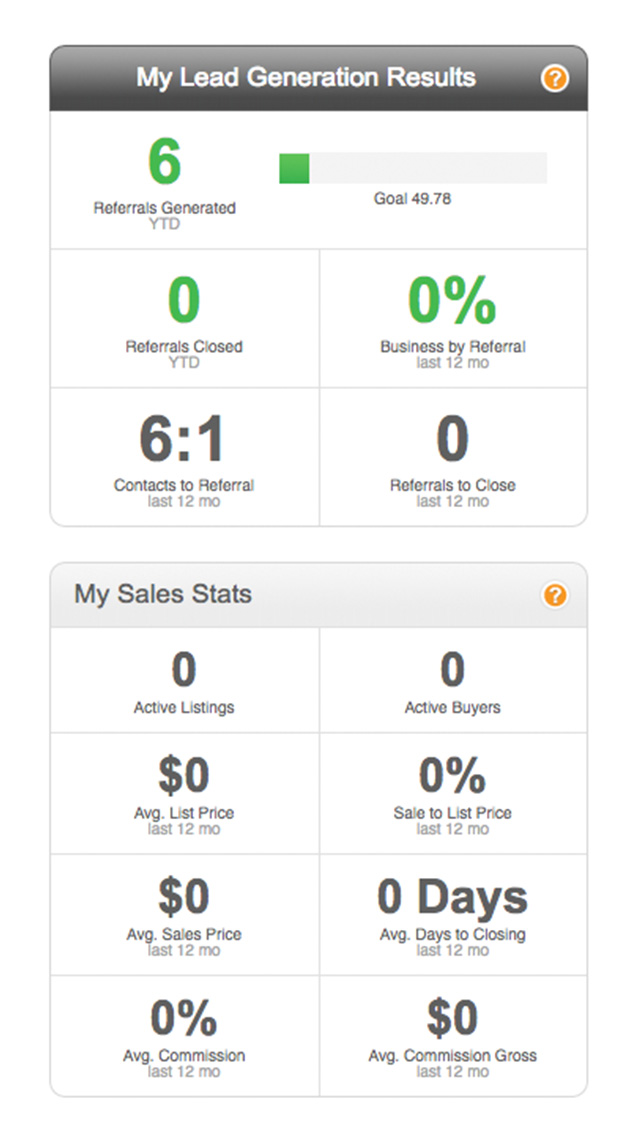 My Lead Generation Results ?
6
Referrals Generated
YTD
Goal 49.78
0
Referrals Closed
YTD
0%
Business by Referral
last 12 mo
6:1
Contacts to Referral
last 12 mo
0
Referrals to Close
last 12 mo
My Sales Stats ?
0
Active Listings
0
Active Buyers
$0
Avg. List Price
last 12 mo
0%
Sale to List Price
last 12 mo
$0
Avg. Sales Price
last 12 mo
0 Days
Avg. Days to Closing
last 12 mo
0%
Avg. Commission
last 12 mo
$0
Avg. Commission Gross
last 12 mo